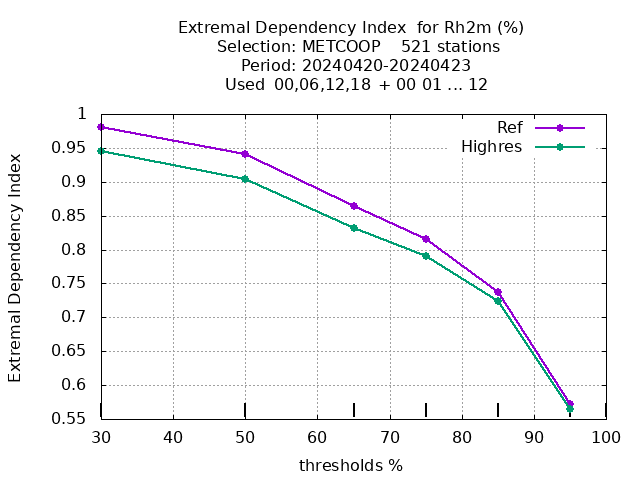 Extremal Dependency Index  for Rh2m (%)
Selection: METCOOP    521 stations
Period: 20240420-20240423
Used  00,06,12,18 + 00 01 ... 12
Ref
Highres
Extremal Dependency Index
1
0.95
0.9
0.85
0.8
0.75
0.7
0.65
0.6
0.55
30 40 50 60 70 80 90 100
thresholds %